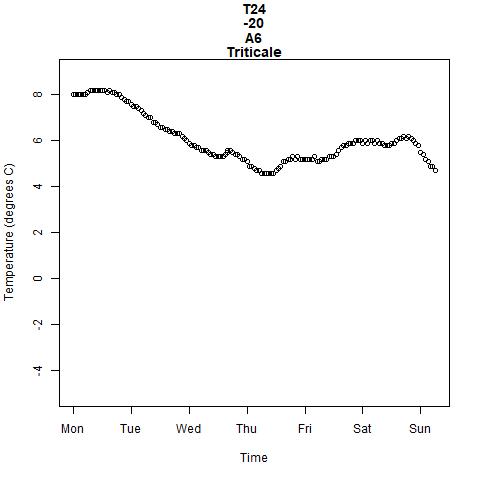 T24
-20
A6
Triticale
Temperature (degrees C)
8
6
4
2
0
-2
-4
Mon Tue Wed Thu Fri Sat Sun
Time